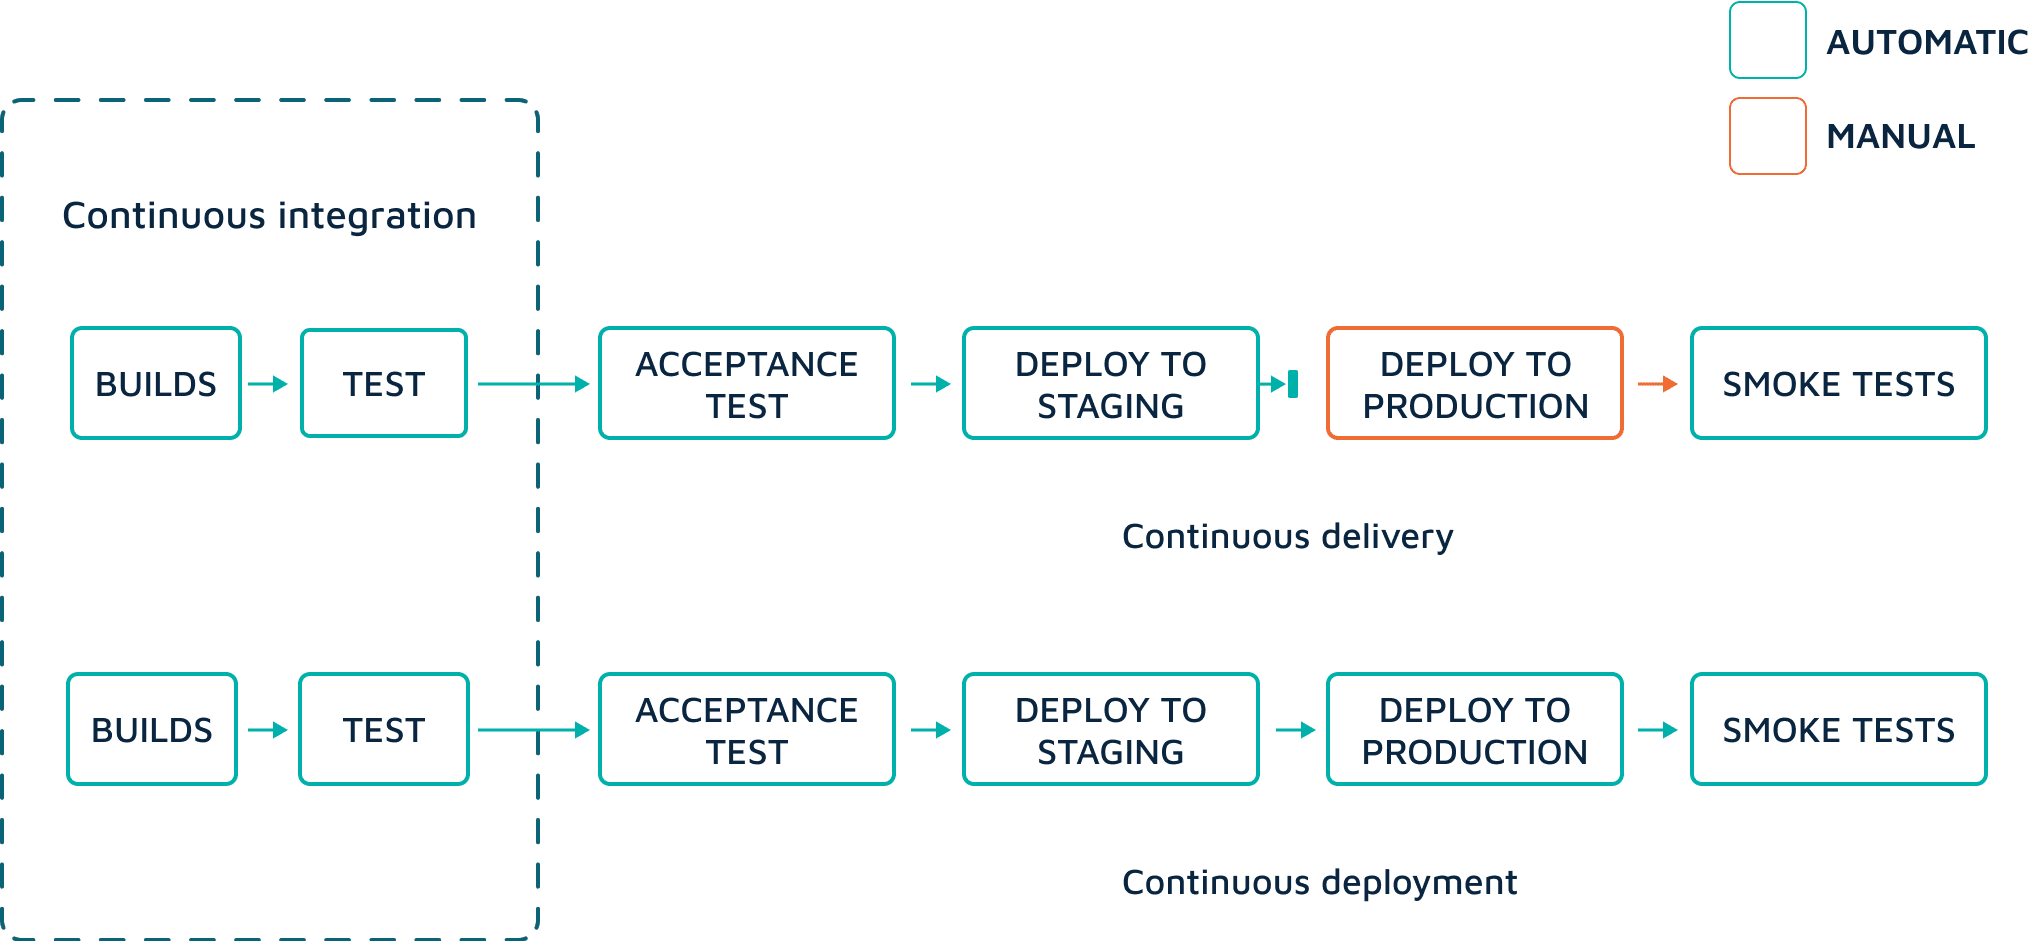 AUTOMATIC
MANUAL
Continuous integration
BUILDS
TEST
ACCEPTANCE
TEST
DEPLOY TO
STAGING
DEPLOY TO
PRODUCTION
SMOKE TESTS
Continuous delivery
BUILDS
TEST
ACCEPTANCE
TEST
DEPLOY TO
STAGING
DEPLOY TO
PRODUCTION
SMOKE TESTS
Continuous deployment